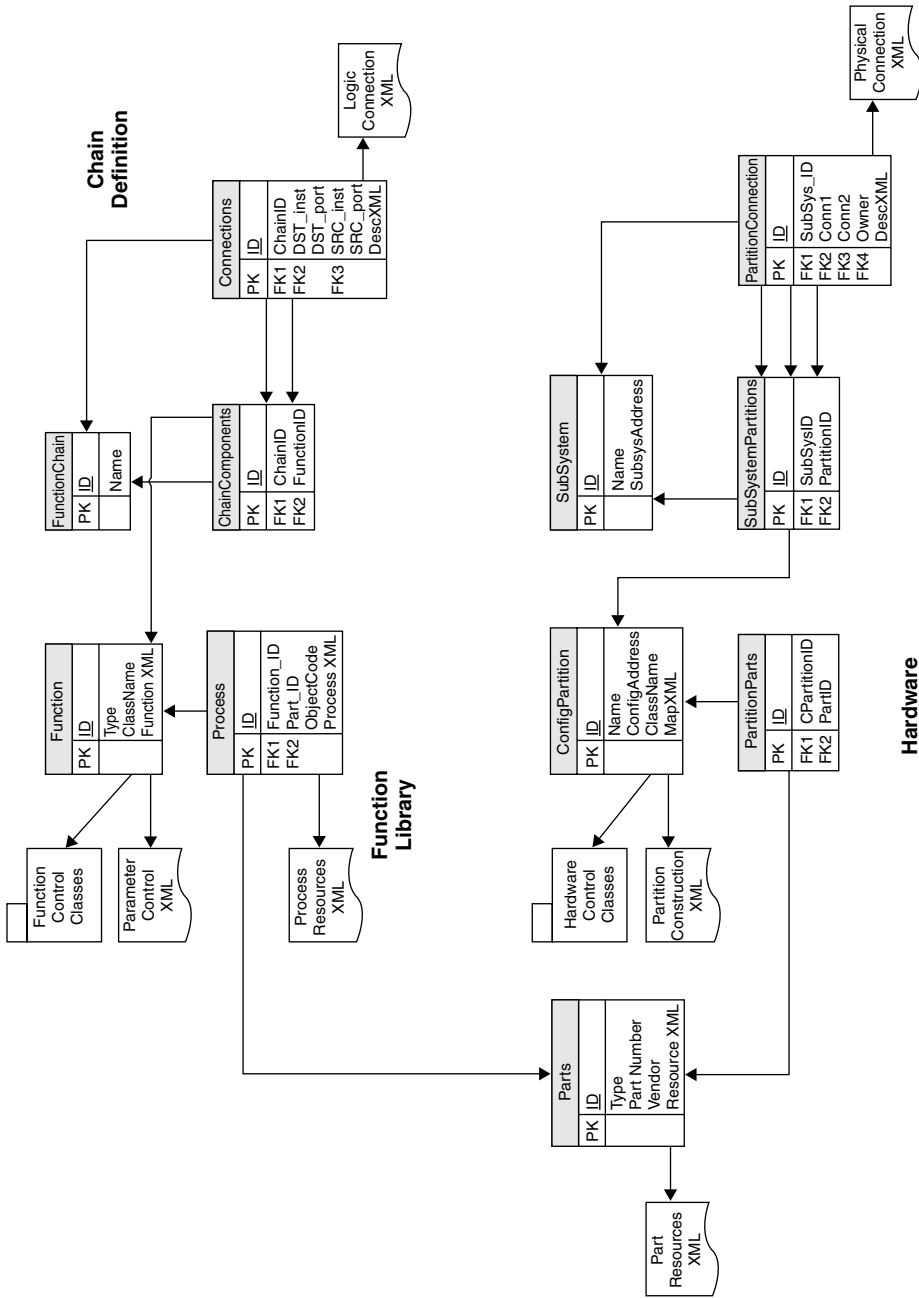 Chain
Definition
FunctionChain
PK ID
Name
Connections
PK ID
FK1 ChainID
FK2 DST_inst
DST_port
FK3 SRC_inst
SRC_port
DescXML
Logic
Connection
XML
ChainComponents
PK ID
FK1 ChainID
FK2 FunctionID
Function
PK ID
Type
ClassName
Function XML
Function
Control
Classes
Parameter
Control
XML
Process
PK ID
FK1 Function_ID
FK2 Part_ID
ObjectCode
Process XML
Process
Resources
XML
Function
Library
Parts
PK ID
Type
Part Number
Vendor
Resource XML
Part
Resources
XML
SubSystem
PK ID
Name
SubsysAddress
PartitionConnection
PK ID
FK1 SubSys_ID
FK2 Conn1
FK3 Conn2
FK4 Owner
DescXML
Physical
Connection
XML
SubSystemPartitions
PK ID
FK1 SubSysID
FK2 PartitionID
ConfigPartition
PK ID
Name
ConfigAddress
ClassName
MapXML
Hardware
Control
Classes
Partition
Construction
XML
PartitionParts
PK ID
FK1 CPartitionID
FK2 PartID
Hardware